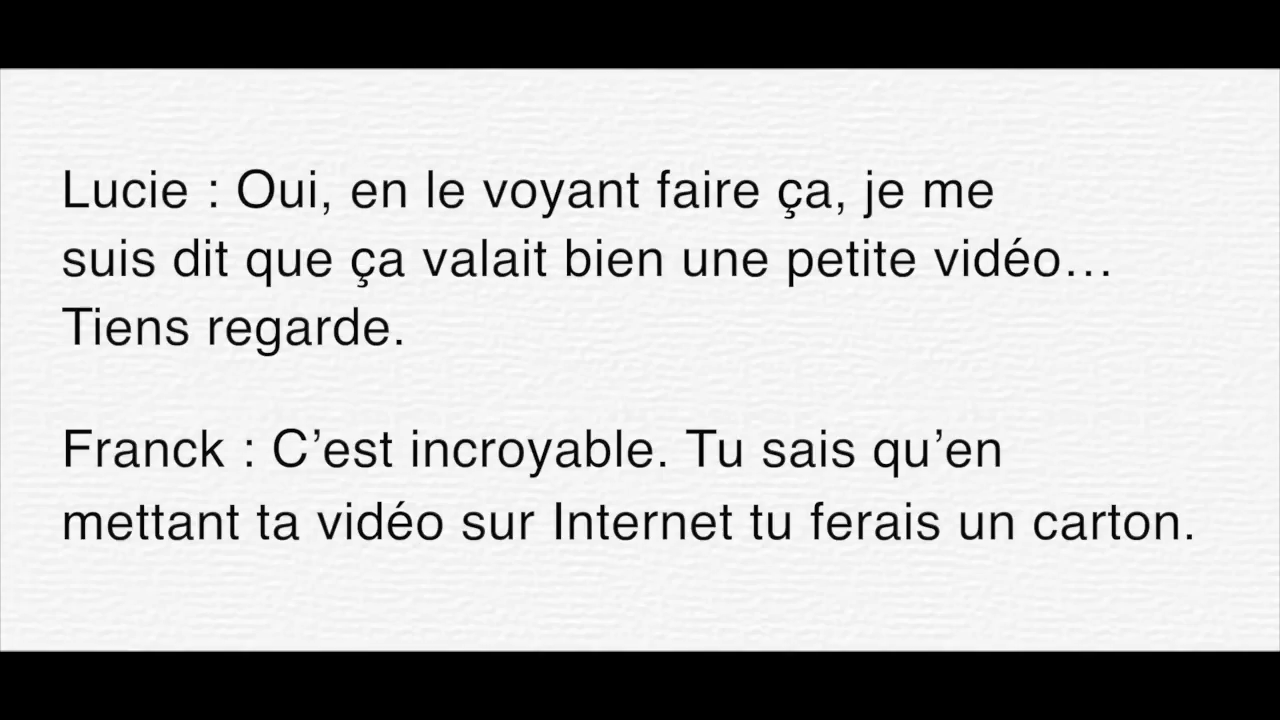 Lucie : Oui, en le voyant faire ça, je me
suis dit que ça valait bien une petite vidéo…
Tiens regarde.
Franck : C’est incroyable. Tu sais qu’en
mettant ta vidéo sur Internet tu ferais un carton.